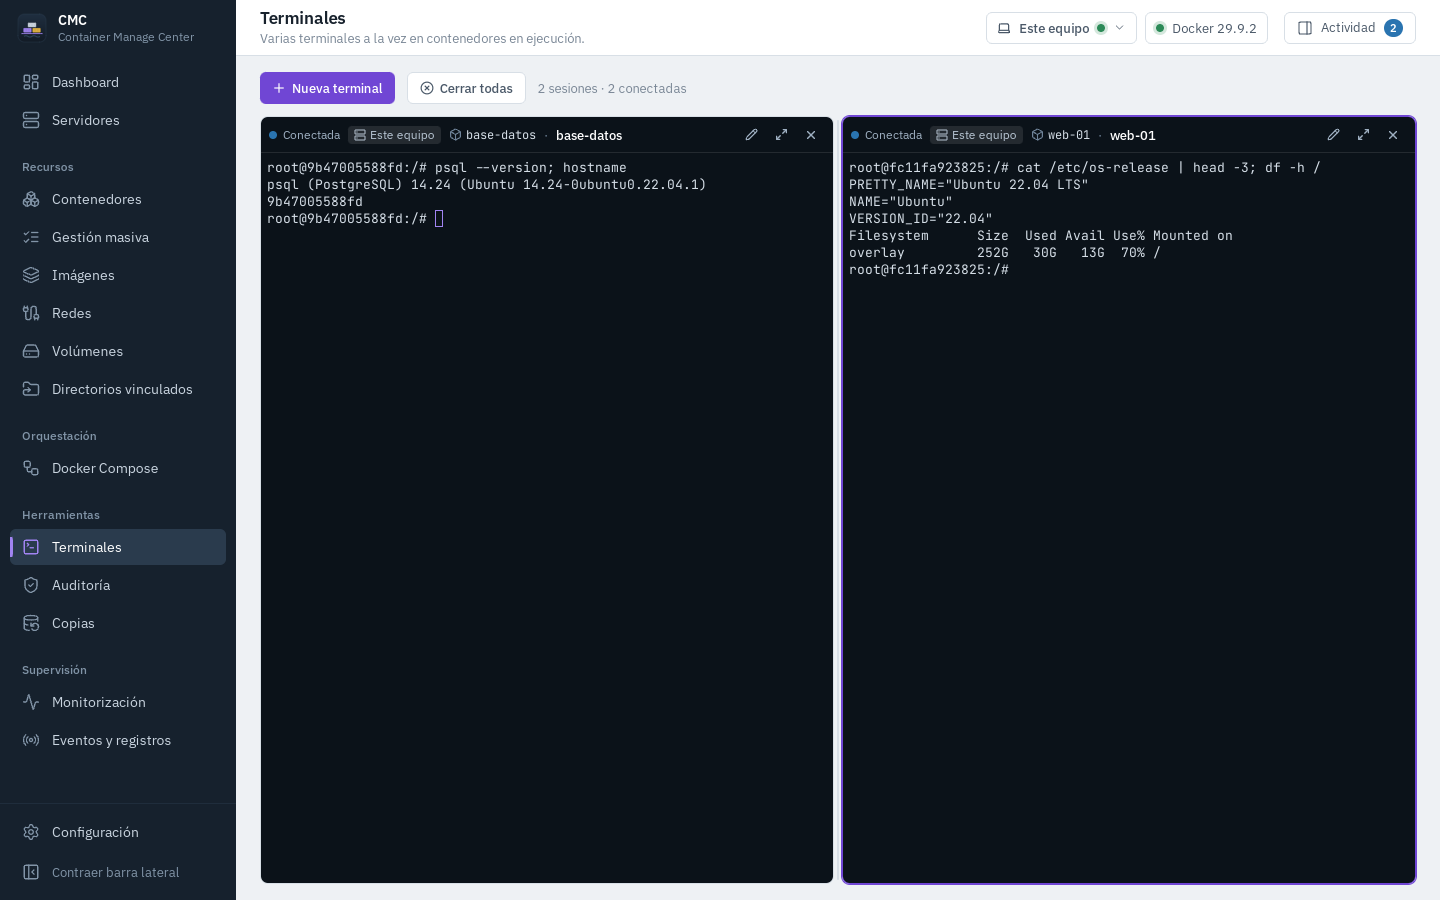 CMC
Container Manage Center
Dashboard
Servidores
Recursos
Contenedores
Gestión masiva
Imágenes
Redes
Volúmenes
Directorios vinculados
Orquestación
Docker Compose
Herramientas
Terminales
Auditoría
Copias
Supervisión
Monitorización
Eventos y registros
Configuración
Contraer barra lateral
Terminales
Varias terminales a la vez en contenedores en ejecución.
Este equipo
Docker 29.9.2
Actividad 2
Nueva terminal
Cerrar todas
2 sesiones · 2 conectadas
Conectada Este equipo base-datos · base-datos
root@9b47005588fd:/# psql --version; hostname
psql (PostgreSQL) 14.24 (Ubuntu 14.24-0ubuntu0.22.04.1)
9b47005588fd
root@9b47005588fd:/#
Conectada Este equipo web-01 · web-01
root@fc11fa923825:/# cat /etc/os-release | head -3; df -h /
PRETTY_NAME="Ubuntu 22.04 LTS"
NAME="Ubuntu"
VERSION_ID="22.04"
Filesystem      Size  Used Avail Use% Mounted on
overlay         252G   30G   13G  70% /
root@fc11fa923825:/#